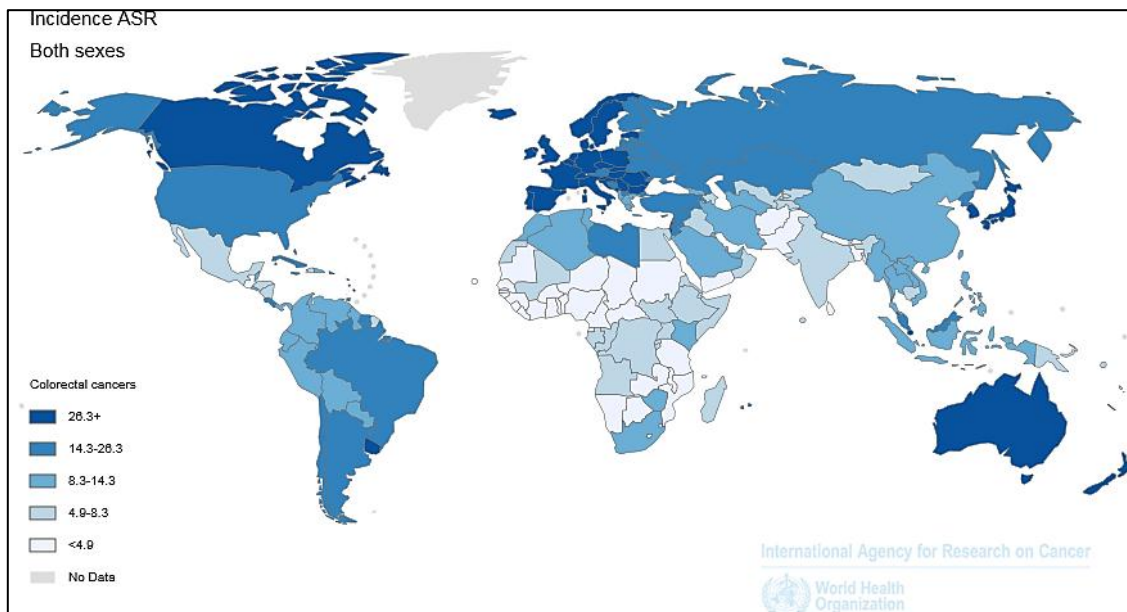 Incidence ASR
Both sexes
Colorectal cancers
26.3+
14.3-26.3
8.3-14.3
4.9-8.3
<4.9
No Data
International Agency for Research on Cancer
World Health
Organization